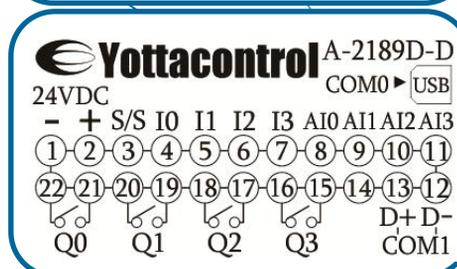 Yottacontrol A-2189D-D
COM0 ▶ USB
24VDC
- + S/S I0 I1 I2 I3 AI0 AI1 AI2 AI3
1 2 3 4 5 6 7 8 9 10 11
22 21 20 19 18 17 16 15 14 13 12
D+ D-
Q0 Q1 Q2 Q3 COM1